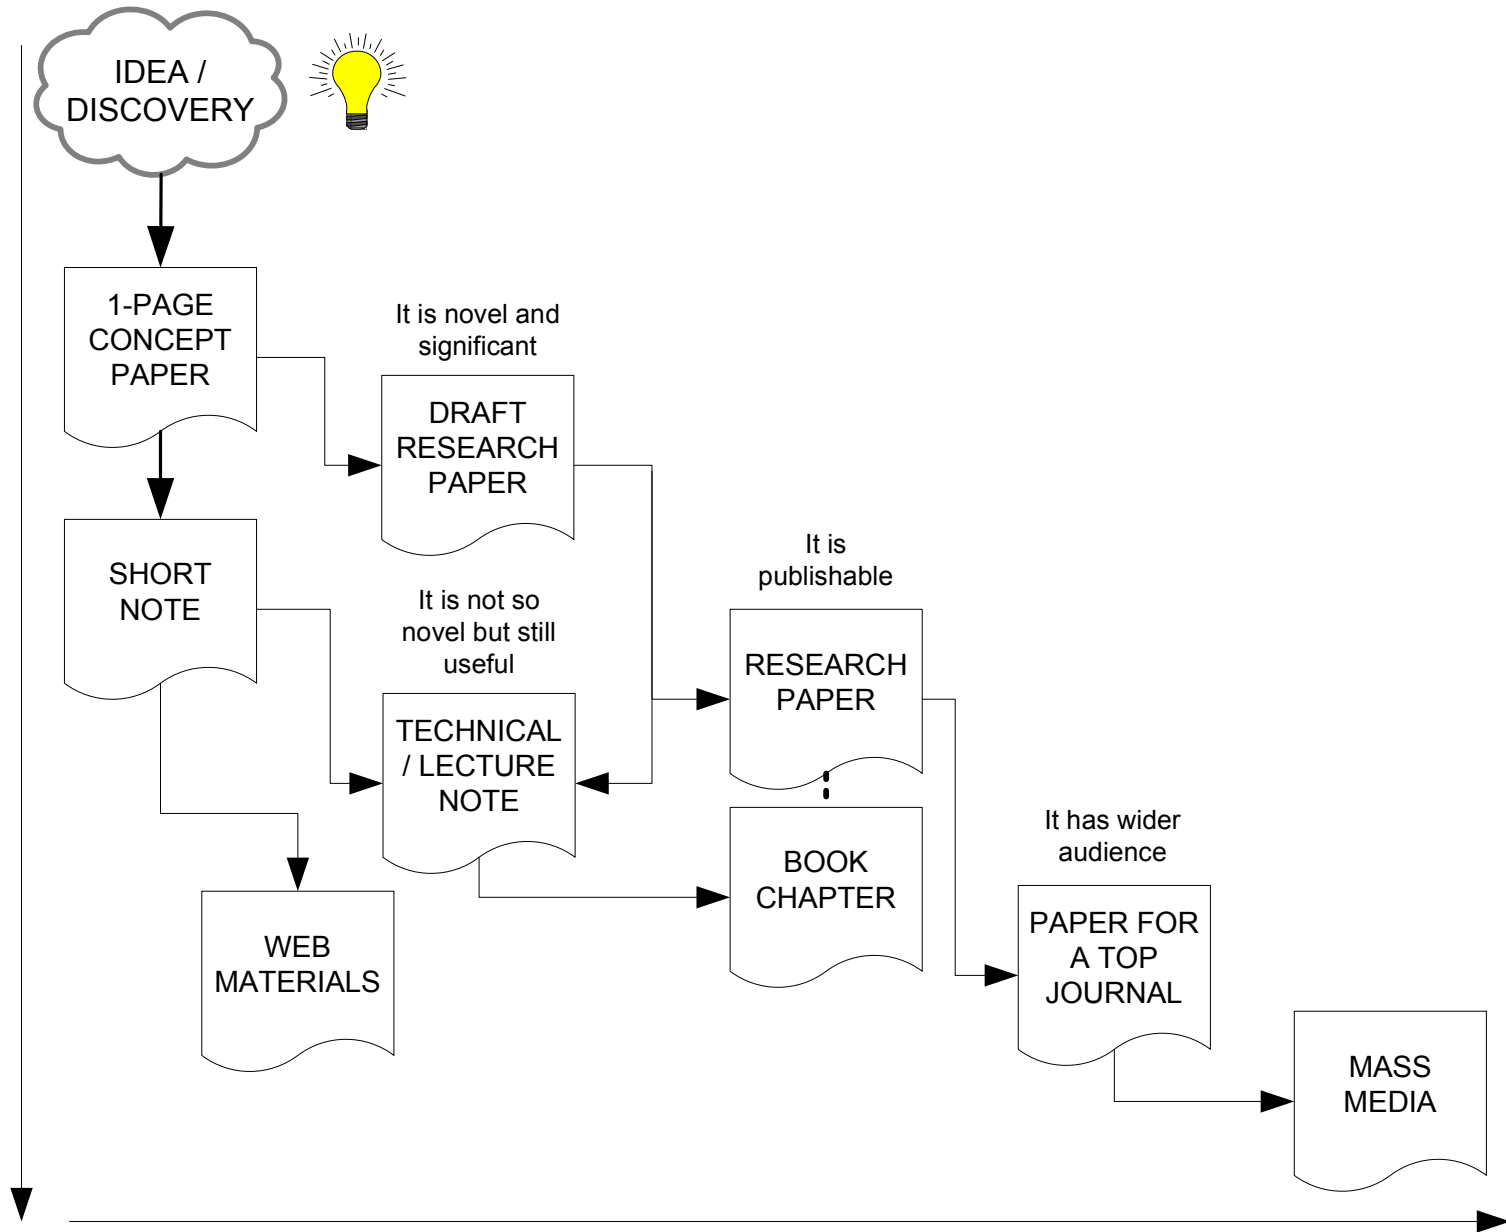 IDEA /
DISCOVERY
1-PAGE
CONCEPT
PAPER
It is novel and
significant
DRAFT
RESEARCH
PAPER
SHORT
NOTE
It is not so
novel but still
useful
TECHNICAL
/ LECTURE
NOTE
It is
publishable
RESEARCH
PAPER
BOOK
CHAPTER
WEB
MATERIALS
It has wider
audience
PAPER FOR
A TOP
JOURNAL
MASS
MEDIA